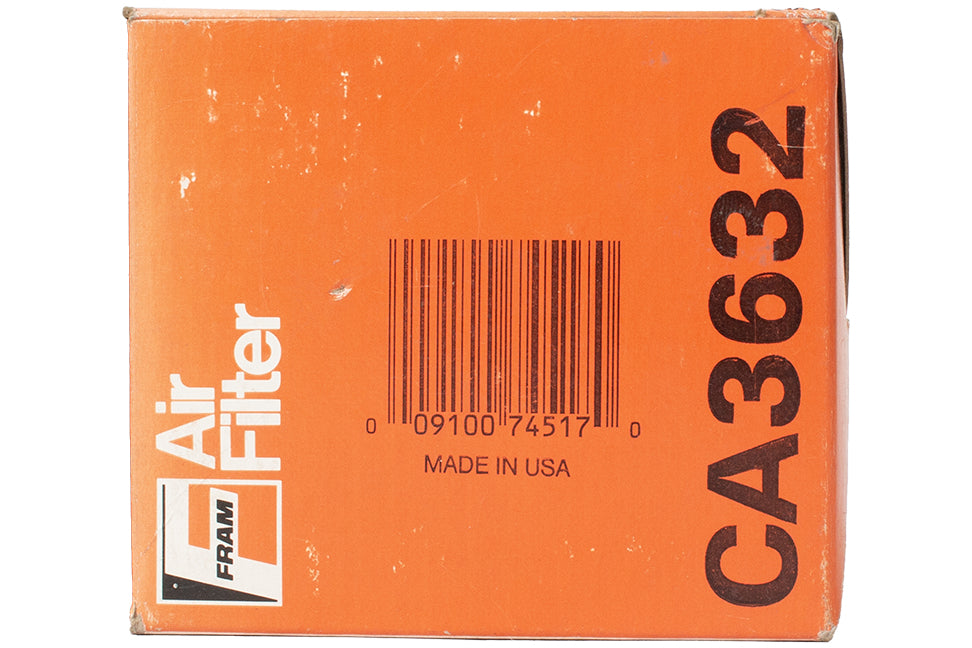 FRAM
Air
Filter
0 09100 74517 0
MADE IN USA
CA3632